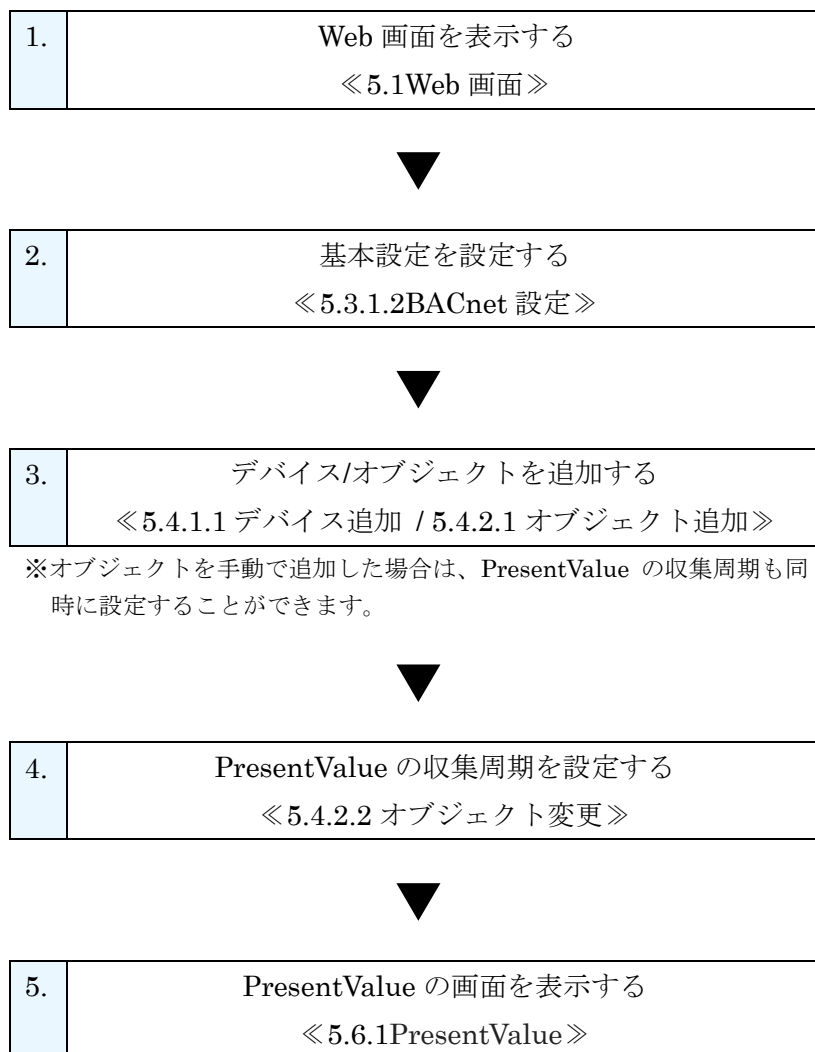 1. Web 画面を表示する
≪5.1Web 画面≫
2. 基本設定を設定する
≪5.3.1.2BACnet 設定≫
3. デバイス/オブジェクトを追加する
≪5.4.1.1 デバイス追加 / 5.4.2.1 オブジェクト追加≫
※オブジェクトを手動で追加した場合は、PresentValue の収集周期も同
時に設定することができます。
4. PresentValue の収集周期を設定する
≪5.4.2.2 オブジェクト変更≫
5. PresentValue の画面を表示する
≪5.6.1PresentValue≫